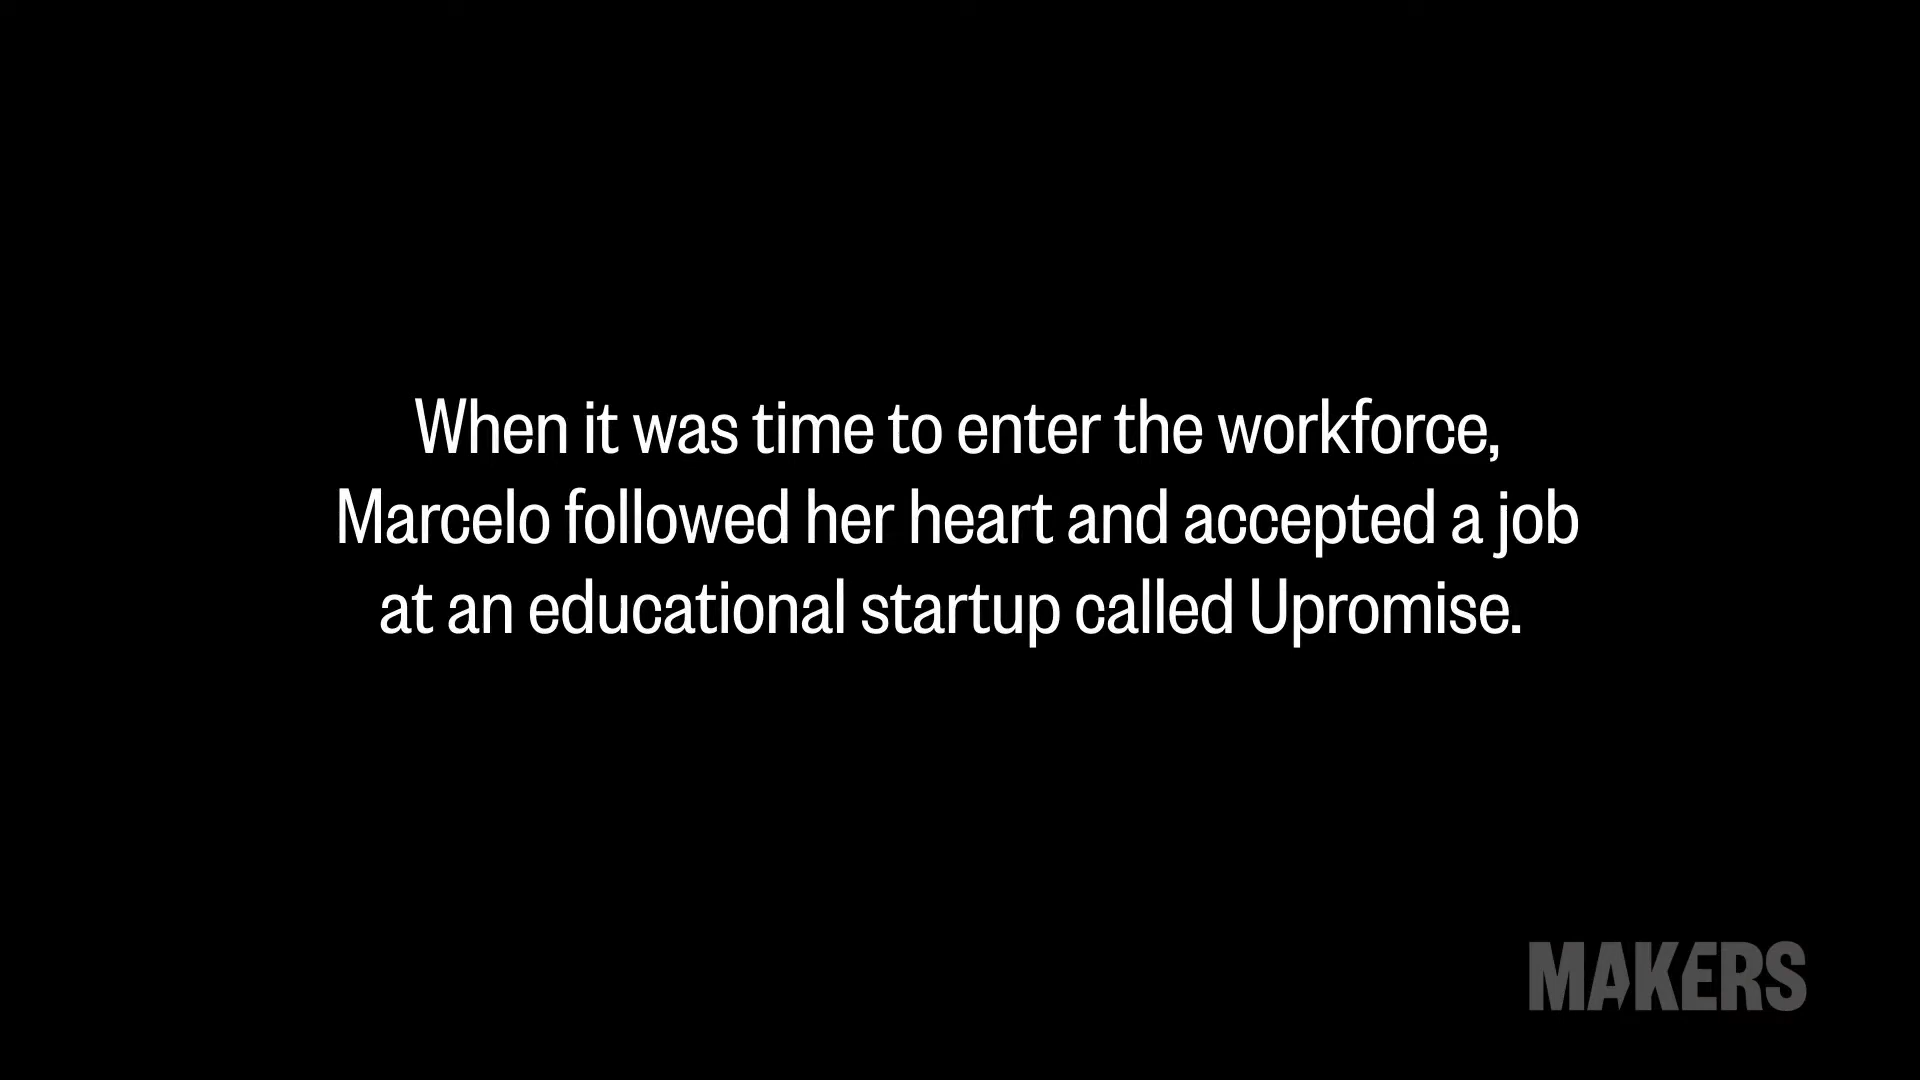 When it was time to enter the workforce,
Marcelo followed her heart and accepted a job
at an educational startup called Upromise.
MAKERS